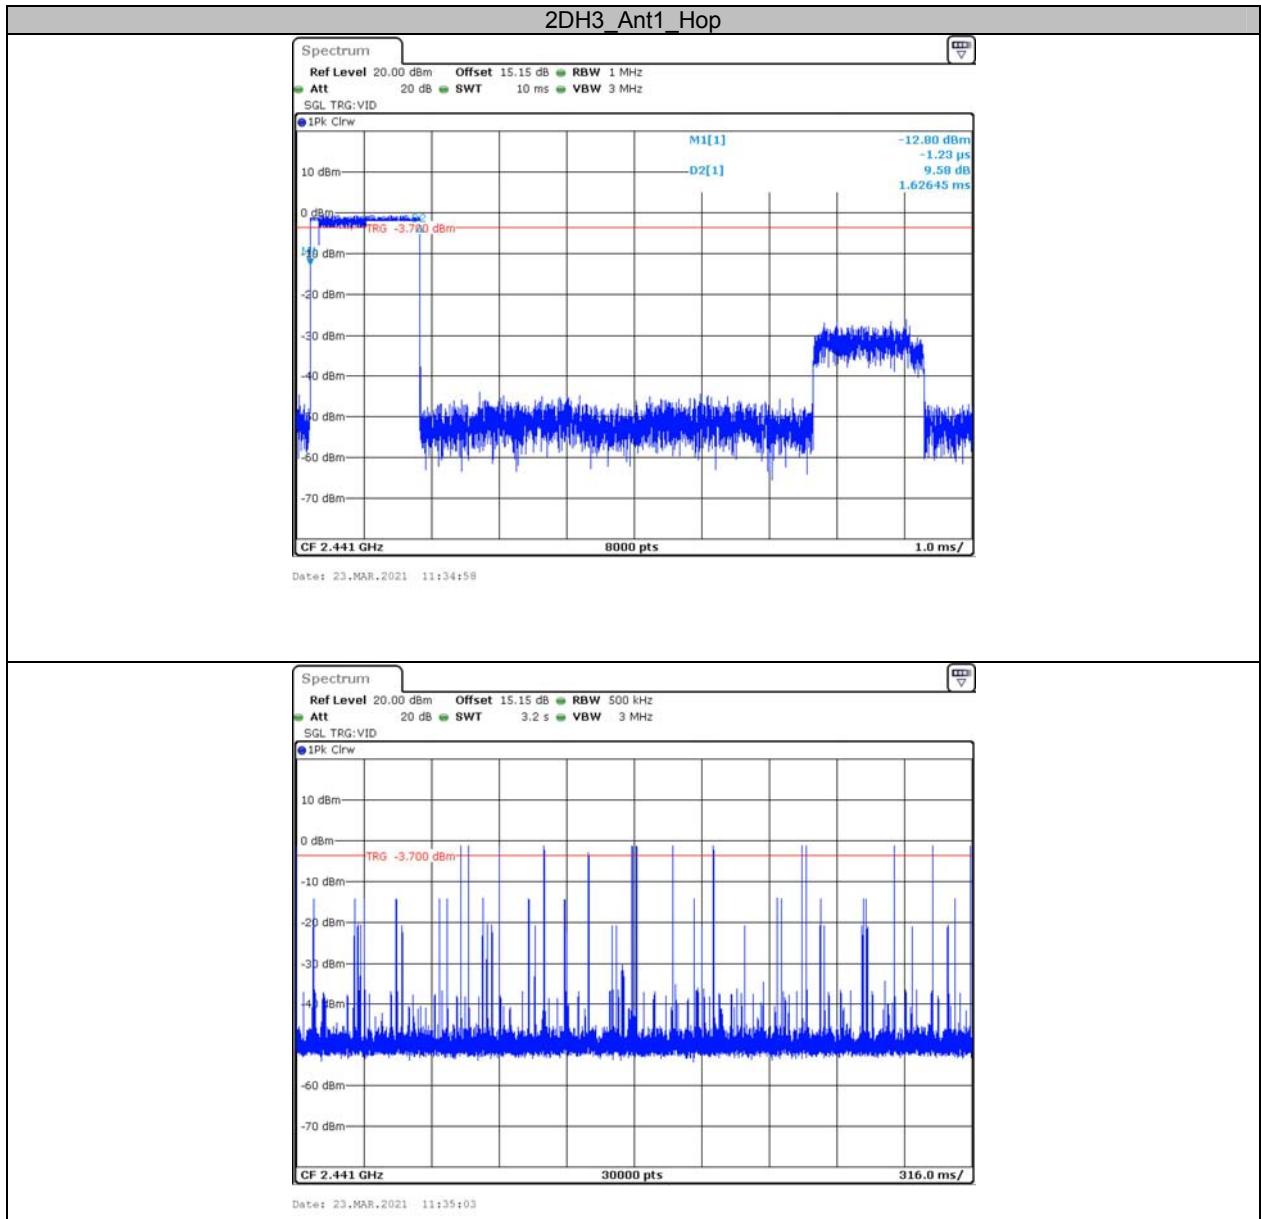 2DH3_Ant1_Hop
Spectrum
Ref Level 20.00 dBm Offset 15.15 dB RBW 1 MHz
Att 20 dB SWT 10 ms VBW 3 MHz
SGL TRG:VID
1Pk Clrw
M1[1] -12.80 dBm
-1.23 µs
10 dBm
D2[1] 9.58 dB
1.62645 ms
0 dBm
TRG -3.700 dBm
-10 dBm
-20 dBm
-30 dBm
-40 dBm
-50 dBm
-60 dBm
-70 dBm
CF 2.441 GHz 8000 pts 1.0 ms/
Date: 23.MAR.2021 11:34:58
Spectrum
Ref Level 20.00 dBm Offset 15.15 dB RBW 500 kHz
Att 20 dB SWT 3.2 s VBW 3 MHz
SGL TRG:VID
1Pk Clrw
10 dBm
0 dBm
TRG -3.700 dBm
-10 dBm
-20 dBm
-30 dBm
-40 dBm
-60 dBm
-70 dBm
CF 2.441 GHz 30000 pts 316.0 ms/
Date: 23.MAR.2021 11:35:03